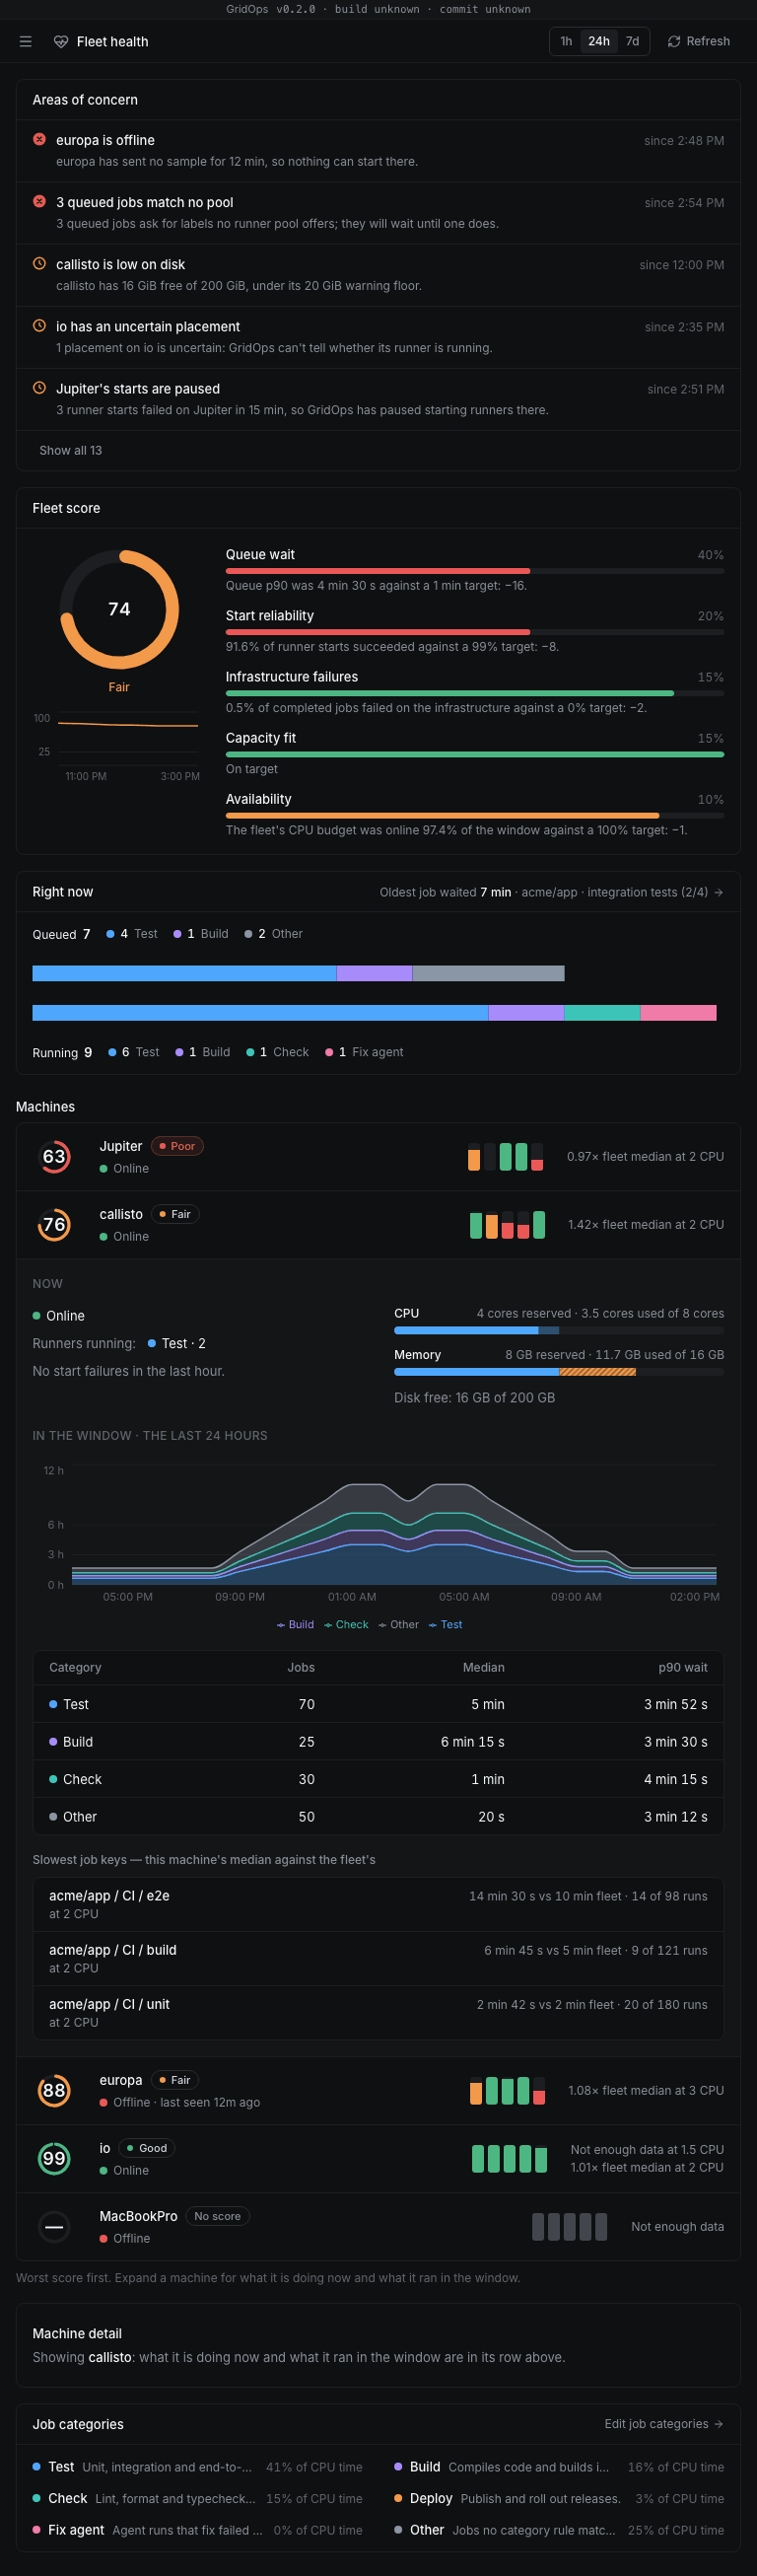 GridOps v0.2.0 · build unknown · commit unknown
Fleet health
1h 24h 7d Refresh
Areas of concern
europa is offline
since 2:48 PM
europa has sent no sample for 12 min, so nothing can start there.
3 queued jobs match no pool
since 2:54 PM
3 queued jobs ask for labels no runner pool offers; they will wait until one does.
callisto is low on disk
since 12:00 PM
callisto has 16 GiB free of 200 GiB, under its 20 GiB warning floor.
io has an uncertain placement
since 2:35 PM
1 placement on io is uncertain: GridOps can't tell whether its runner is running.
Jupiter's starts are paused
since 2:51 PM
3 runner starts failed on Jupiter in 15 min, so GridOps has paused starting runners there.
Show all 13
Fleet score
74
Fair
100
25
11:00 PM 3:00 PM
Queue wait 40%
Queue p90 was 4 min 30 s against a 1 min target: −16.
Start reliability 20%
91.6% of runner starts succeeded against a 99% target: −8.
Infrastructure failures 15%
0.5% of completed jobs failed on the infrastructure against a 0% target: −2.
Capacity fit 15%
On target
Availability 10%
The fleet's CPU budget was online 97.4% of the window against a 100% target: −1.
Right now
Oldest job waited 7 min · acme/app · integration tests (2/4) →
Queued 7 4 Test 1 Build 2 Other
Running 9 6 Test 1 Build 1 Check 1 Fix agent
Machines
63 Jupiter Poor
Online
0.97× fleet median at 2 CPU
76 callisto Fair
Online
1.42× fleet median at 2 CPU
NOW
Online
Runners running: Test · 2
No start failures in the last hour.
CPU 4 cores reserved · 3.5 cores used of 8 cores
Memory 8 GB reserved · 11.7 GB used of 16 GB
Disk free: 16 GB of 200 GB
IN THE WINDOW · THE LAST 24 HOURS
12 h
6 h
3 h
0 h
05:00 PM 09:00 PM 01:00 AM 05:00 AM 09:00 AM 02:00 PM
Build Check Other Test
Category Jobs Median p90 wait
Test 70 5 min 3 min 52 s
Build 25 6 min 15 s 3 min 30 s
Check 30 1 min 4 min 15 s
Other 50 20 s 3 min 12 s
Slowest job keys — this machine's median against the fleet's
acme/app / CI / e2e
at 2 CPU
14 min 30 s vs 10 min fleet · 14 of 98 runs
acme/app / CI / build
at 2 CPU
6 min 45 s vs 5 min fleet · 9 of 121 runs
acme/app / CI / unit
at 2 CPU
2 min 42 s vs 2 min fleet · 20 of 180 runs
88 europa Fair
Offline · last seen 12m ago
1.08× fleet median at 3 CPU
99 io Good
Online
Not enough data at 1.5 CPU
1.01× fleet median at 2 CPU
— MacBookPro No score
Offline
Not enough data
Worst score first. Expand a machine for what it is doing now and what it ran in the window.
Machine detail
Showing callisto: what it is doing now and what it ran in the window are in its row above.
Job categories
Edit job categories →
Test Unit, integration and end-to-... 41% of CPU time
Build Compiles code and builds i... 16% of CPU time
Check Lint, format and typecheck... 15% of CPU time
Deploy Publish and roll out releases. 3% of CPU time
Fix agent Agent runs that fix failed ... 0% of CPU time
Other Jobs no category rule matc... 25% of CPU time